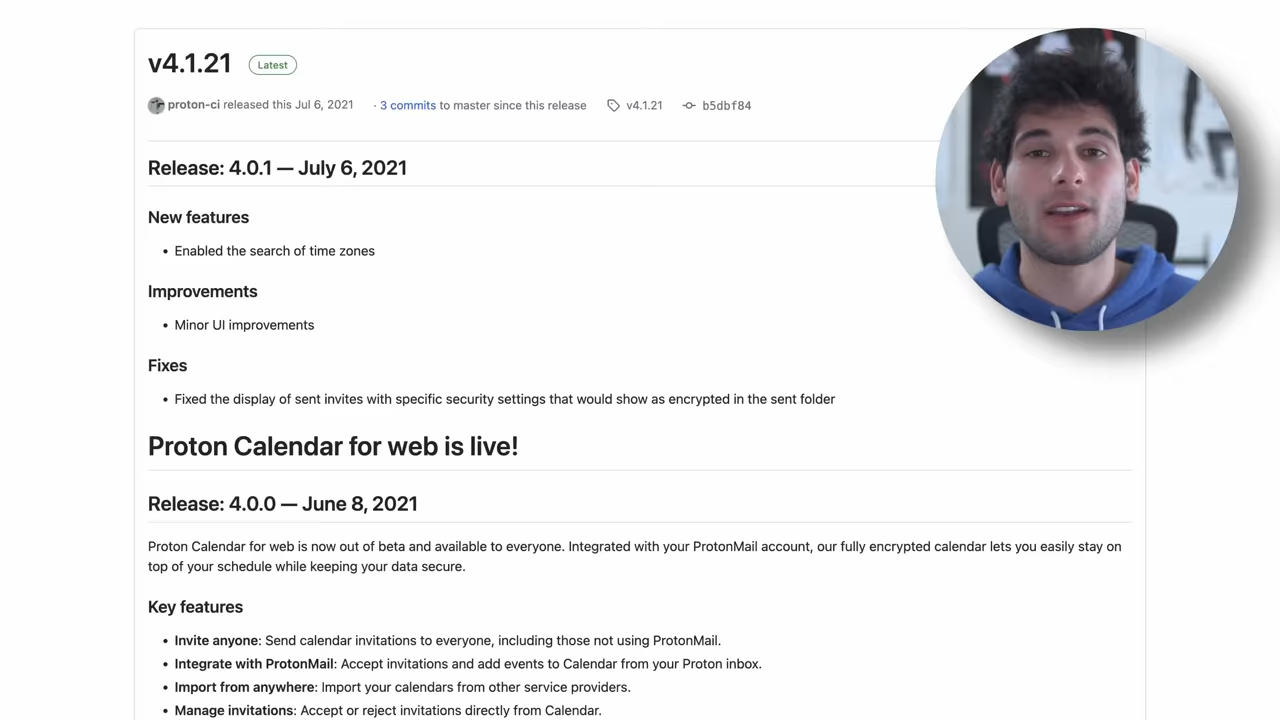 v4.1.21 Latest
proton-ci released this Jul 6, 2021 · 3 commits to master since this release v4.1.21 b5dbf84
Release: 4.0.1 — July 6, 2021
New features
• Enabled the search of time zones
Improvements
• Minor UI improvements
Fixes
• Fixed the display of sent invites with specific security settings that would show as encrypted in the sent folder
Proton Calendar for web is live!
Release: 4.0.0 — June 8, 2021
Proton Calendar for web is now out of beta and available to everyone. Integrated with your ProtonMail account, our fully encrypted calendar lets you easily stay on
top of your schedule while keeping your data secure.
Key features
• Invite anyone: Send calendar invitations to everyone, including those not using ProtonMail.
• Integrate with ProtonMail: Accept invitations and add events to Calendar from your Proton inbox.
• Import from anywhere: Import your calendars from other service providers.
• Manage invitations: Accept or reject invitations directly from Calendar.